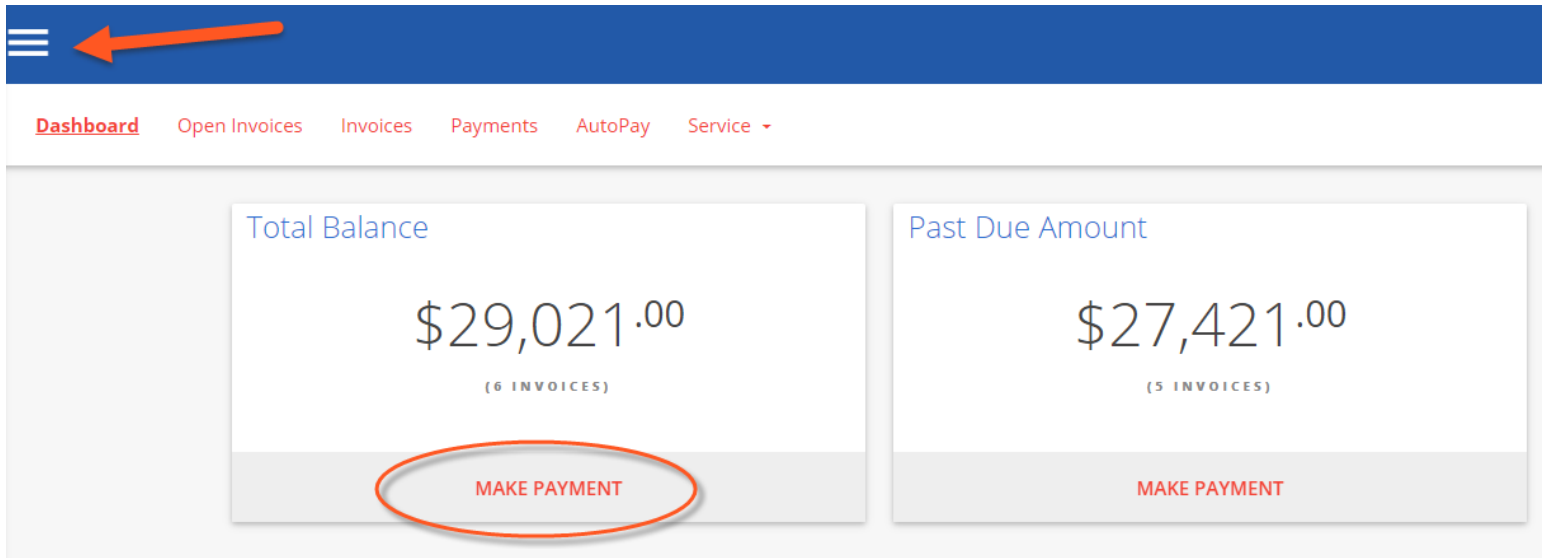 Dashboard Open Invoices Invoices Payments AutoPay Service
Total Balance
$29,021.00
(6 INVOICES)
MAKE PAYMENT
Past Due Amount
$27,421.00
(5 INVOICES)
MAKE PAYMENT